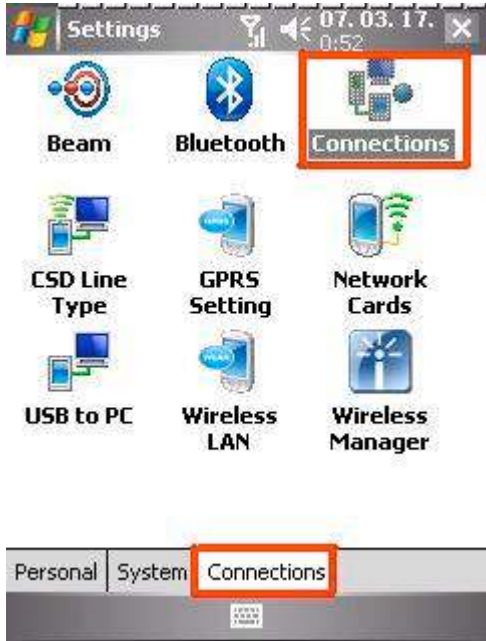 Settings
07. 03. 17.
0:52
Beam
Bluetooth
Connections
CSD Line
Type
GPRS
Setting
Network
Cards
USB to PC
Wireless
LAN
Wireless
Manager
Personal
System
Connections